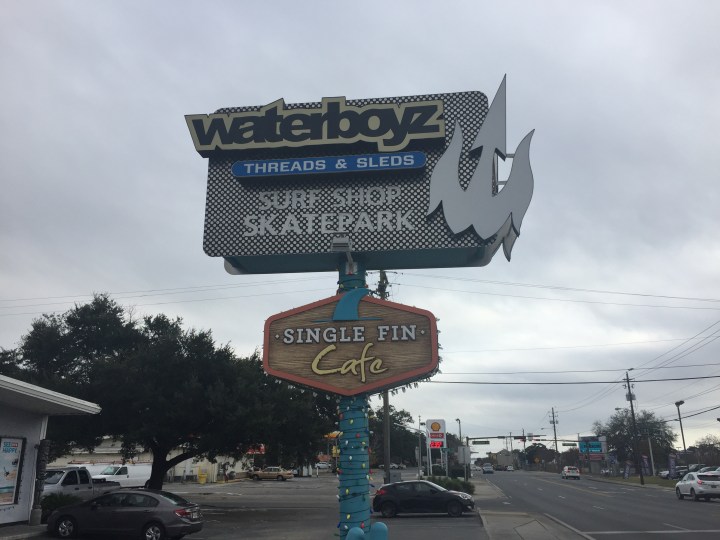 waterboyz
THREADS & SLEDS
SURF SHOP
SKATEPARK
SINGLE FIN
Cafe